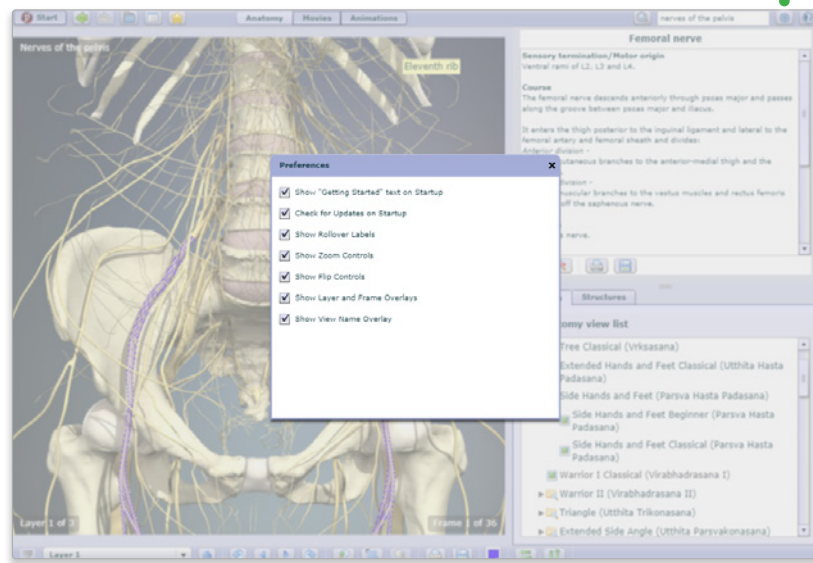 Start
Anatomy
Movies
Animations
nerves of the pelvis
Nerves of the pelvis
Eleventh rib
Femoral nerve
Sensory termination/Motor origin
Ventral rami of L2, L3 and L4.
Course
The femoral nerve descends anteriorly through psoas major and passes
along the groove between psoas major and iliacus.
It enters the thigh posterior to the inguinal ligament and lateral to the
femoral artery and femoral sheath and divides:
Anterior division -
cutaneous branches to the anterior-medial thigh and the
division -
muscular branches to the vastus muscles and rectus femoris
off the saphenous nerve.
nerve.
Preferences
Show "Getting Started" text on Startup
Check for Updates on Startup
Show Rollover Labels
Show Zoom Controls
Show Flip Controls
Show Layer and Frame Overlays
Show View Name Overlay
Structures
view list
Tree Classical (Vrksasana)
Extended Hands and Feet Classical (Utthita Hasta
Padasana)
Side Hands and Feet (Parsva Hasta Padasana)
Side Hands and Feet Beginner (Parsva Hasta
Padasana)
Side Hands and Feet Classical (Parsva Hasta
Padasana)
Warrior I Classical (Virabhadrasana I)
Warrior II (Virabhadrasana II)
Triangle (Utthita Trikonasana)
Extended Side Angle (Utthita Parsvakonasana)
Layer 1 of 3
Frame 1 of 36
Layer 1